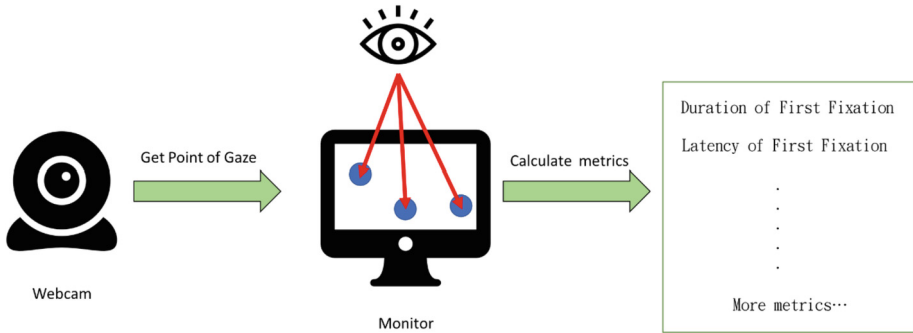 Get Point of Gaze
Webcam
Monitor
Calculate metrics
Duration of First Fixation
Latency of First Fixation
.
.
.
.
.
More metrics…